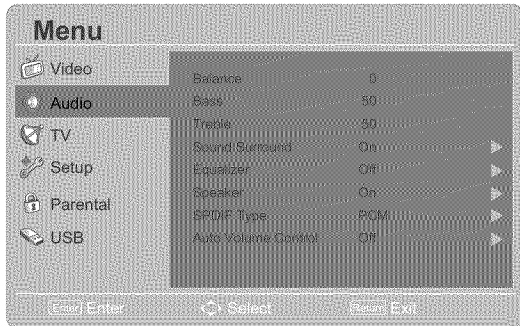 Menu
Video
Audio
TV
Setup
Parental
USB
Balance 0
Bass 50
Treble 50
Sound Surround On
Equalizer Off
Speaker On
SPDIF Type PCM
Auto Volume Control Off
Enter Enter Select Return Exit